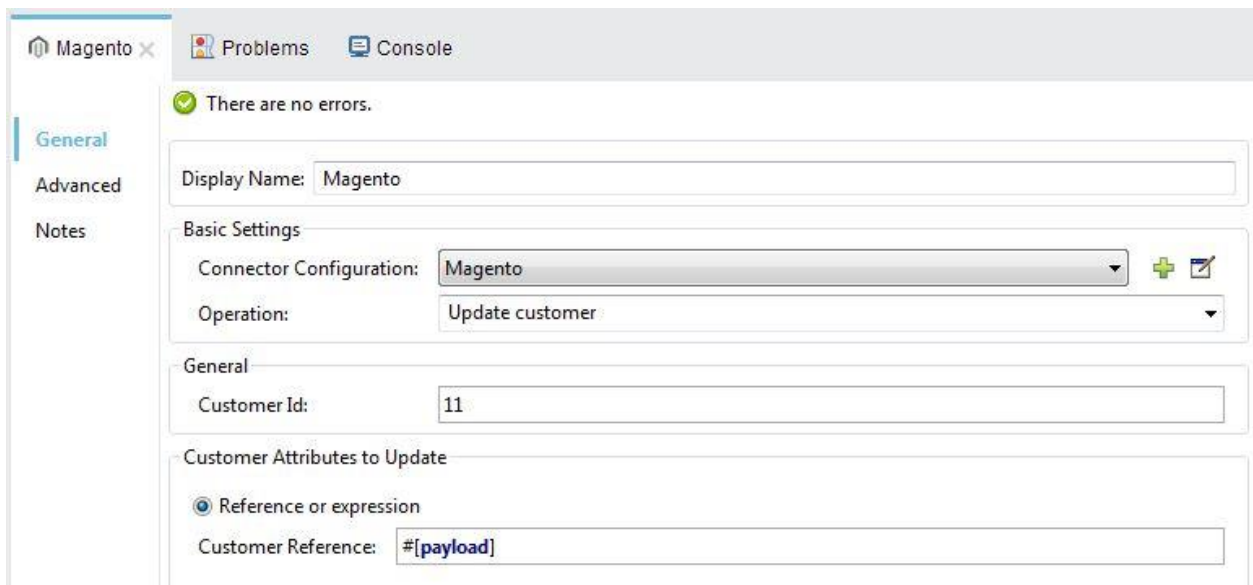 Magento Problems Console
There are no errors.
General
Advanced
Notes
Display Name: Magento
Basic Settings
Connector Configuration: Magento
Operation: Update customer
General
Customer Id: 11
Customer Attributes to Update
Reference or expression
Customer Reference: #[payload]